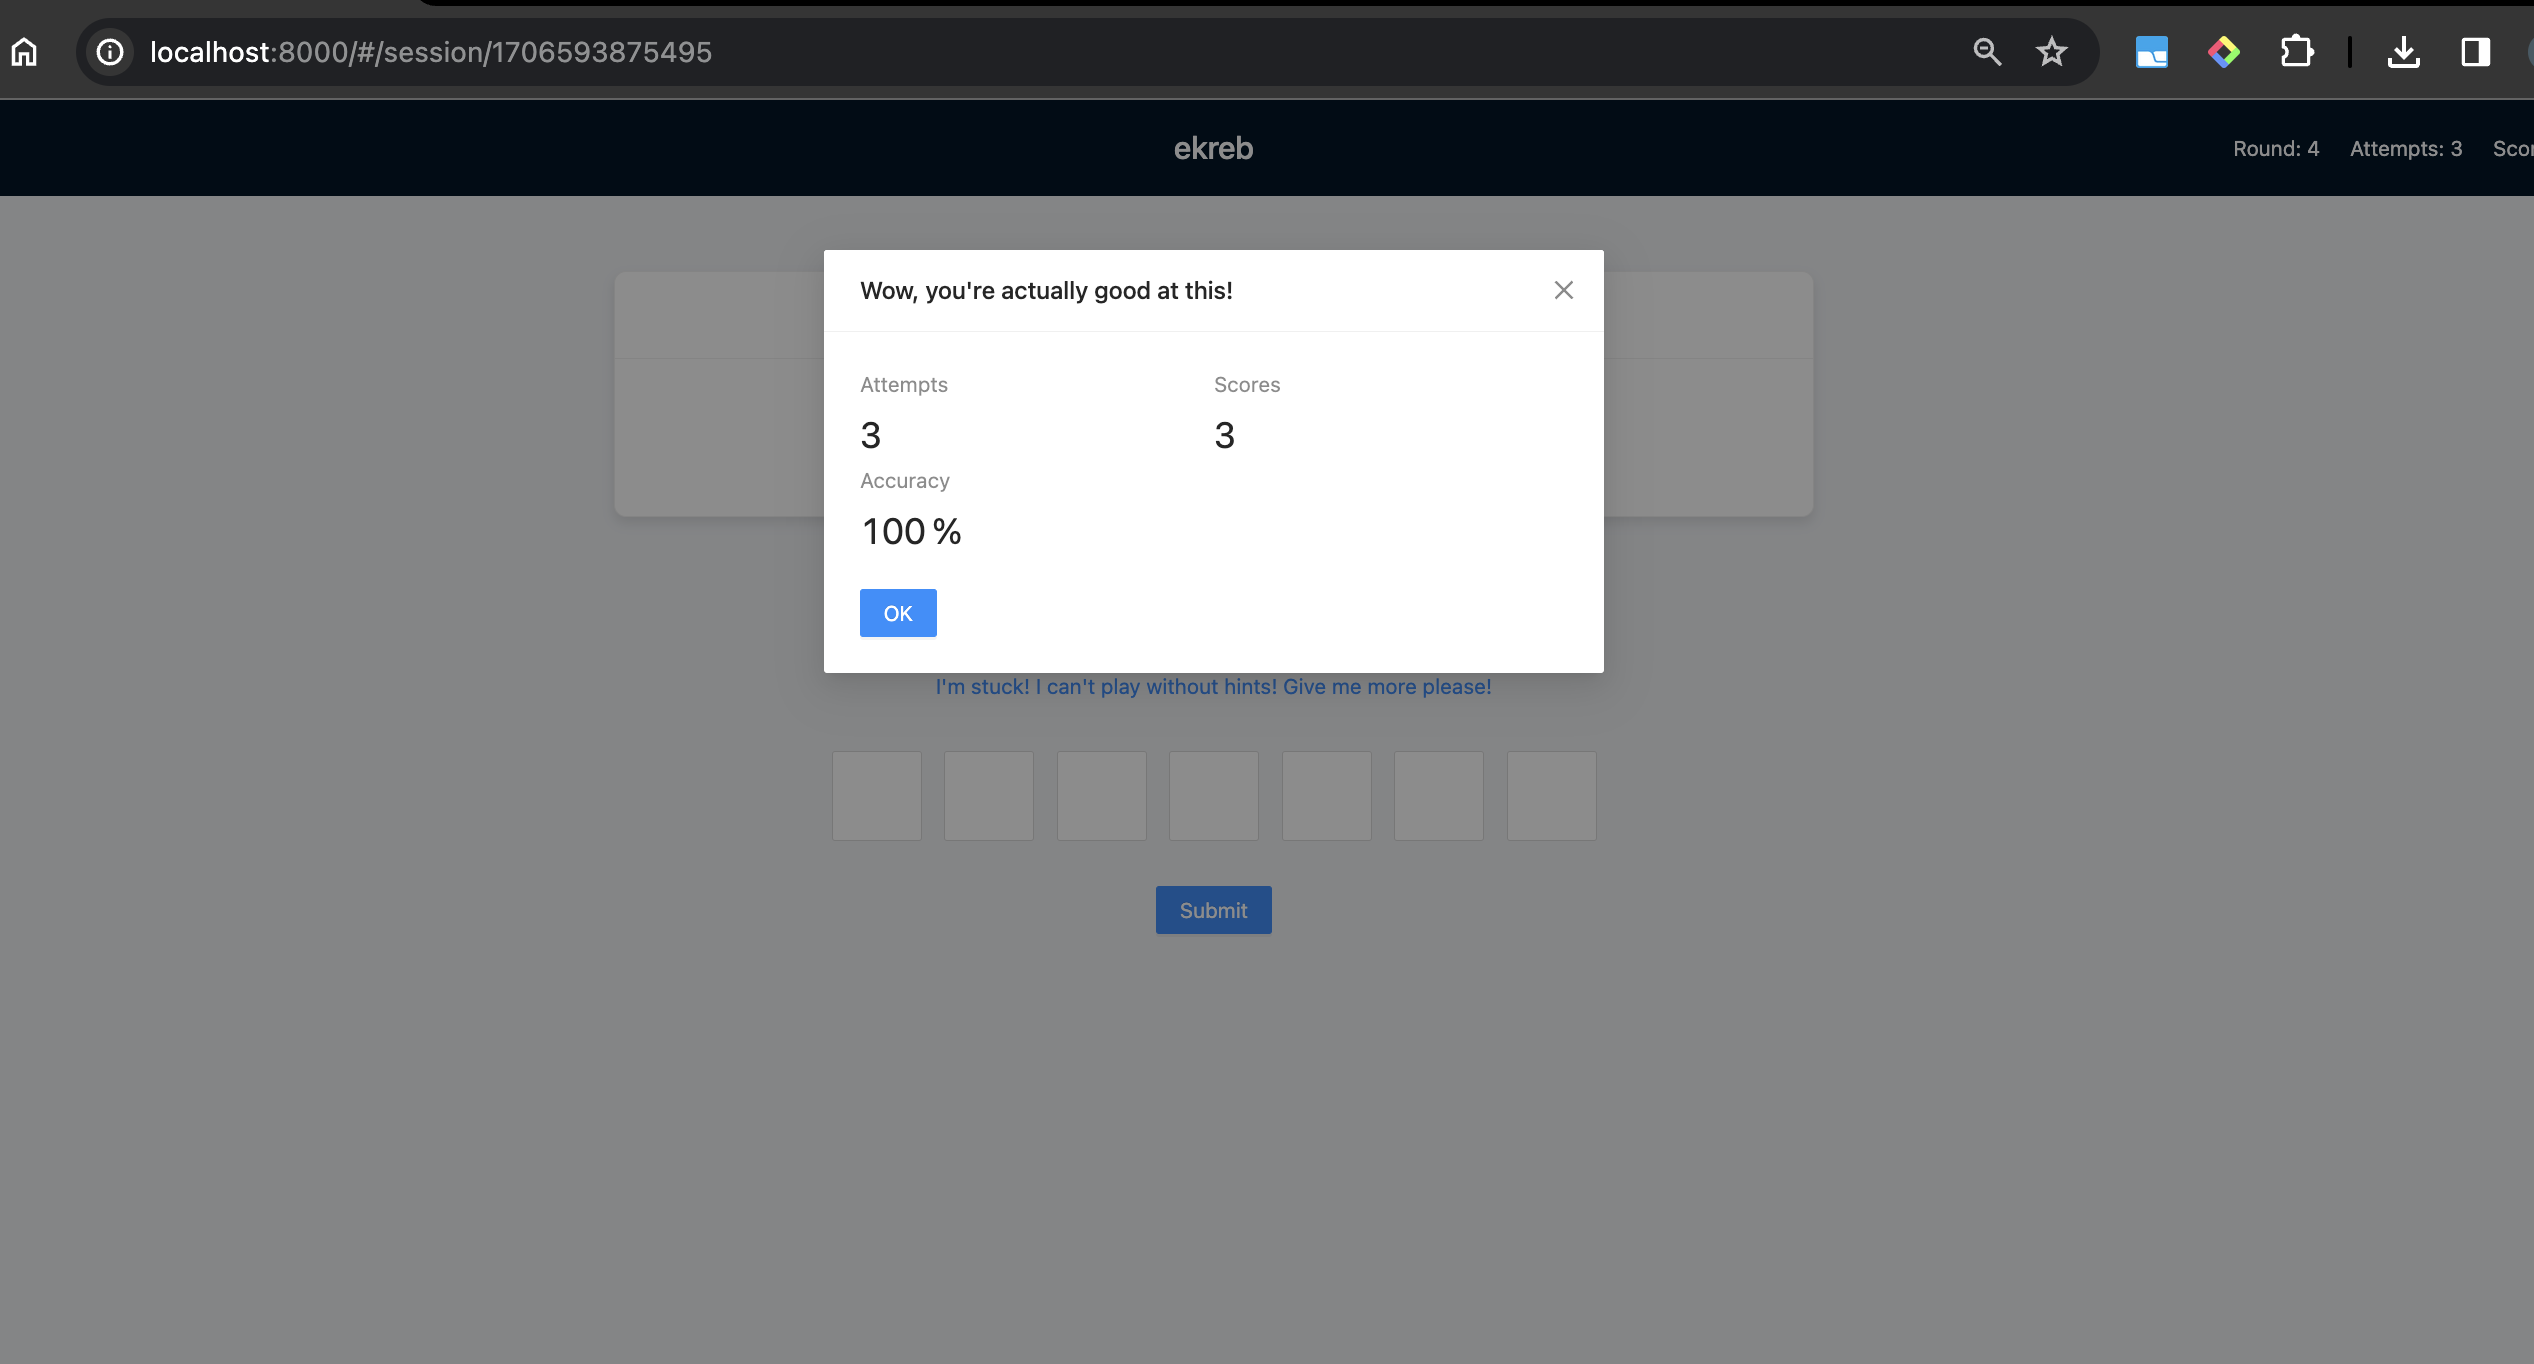 localhost:8000/#/session/1706593875495
ekreb
Round: 4 Attempts: 3
Wow, you're actually good at this!
Attempts Scores
3 3
Accuracy
100 %
OK
I'm stuck! I can't play without hints! Give me more please!
Submit